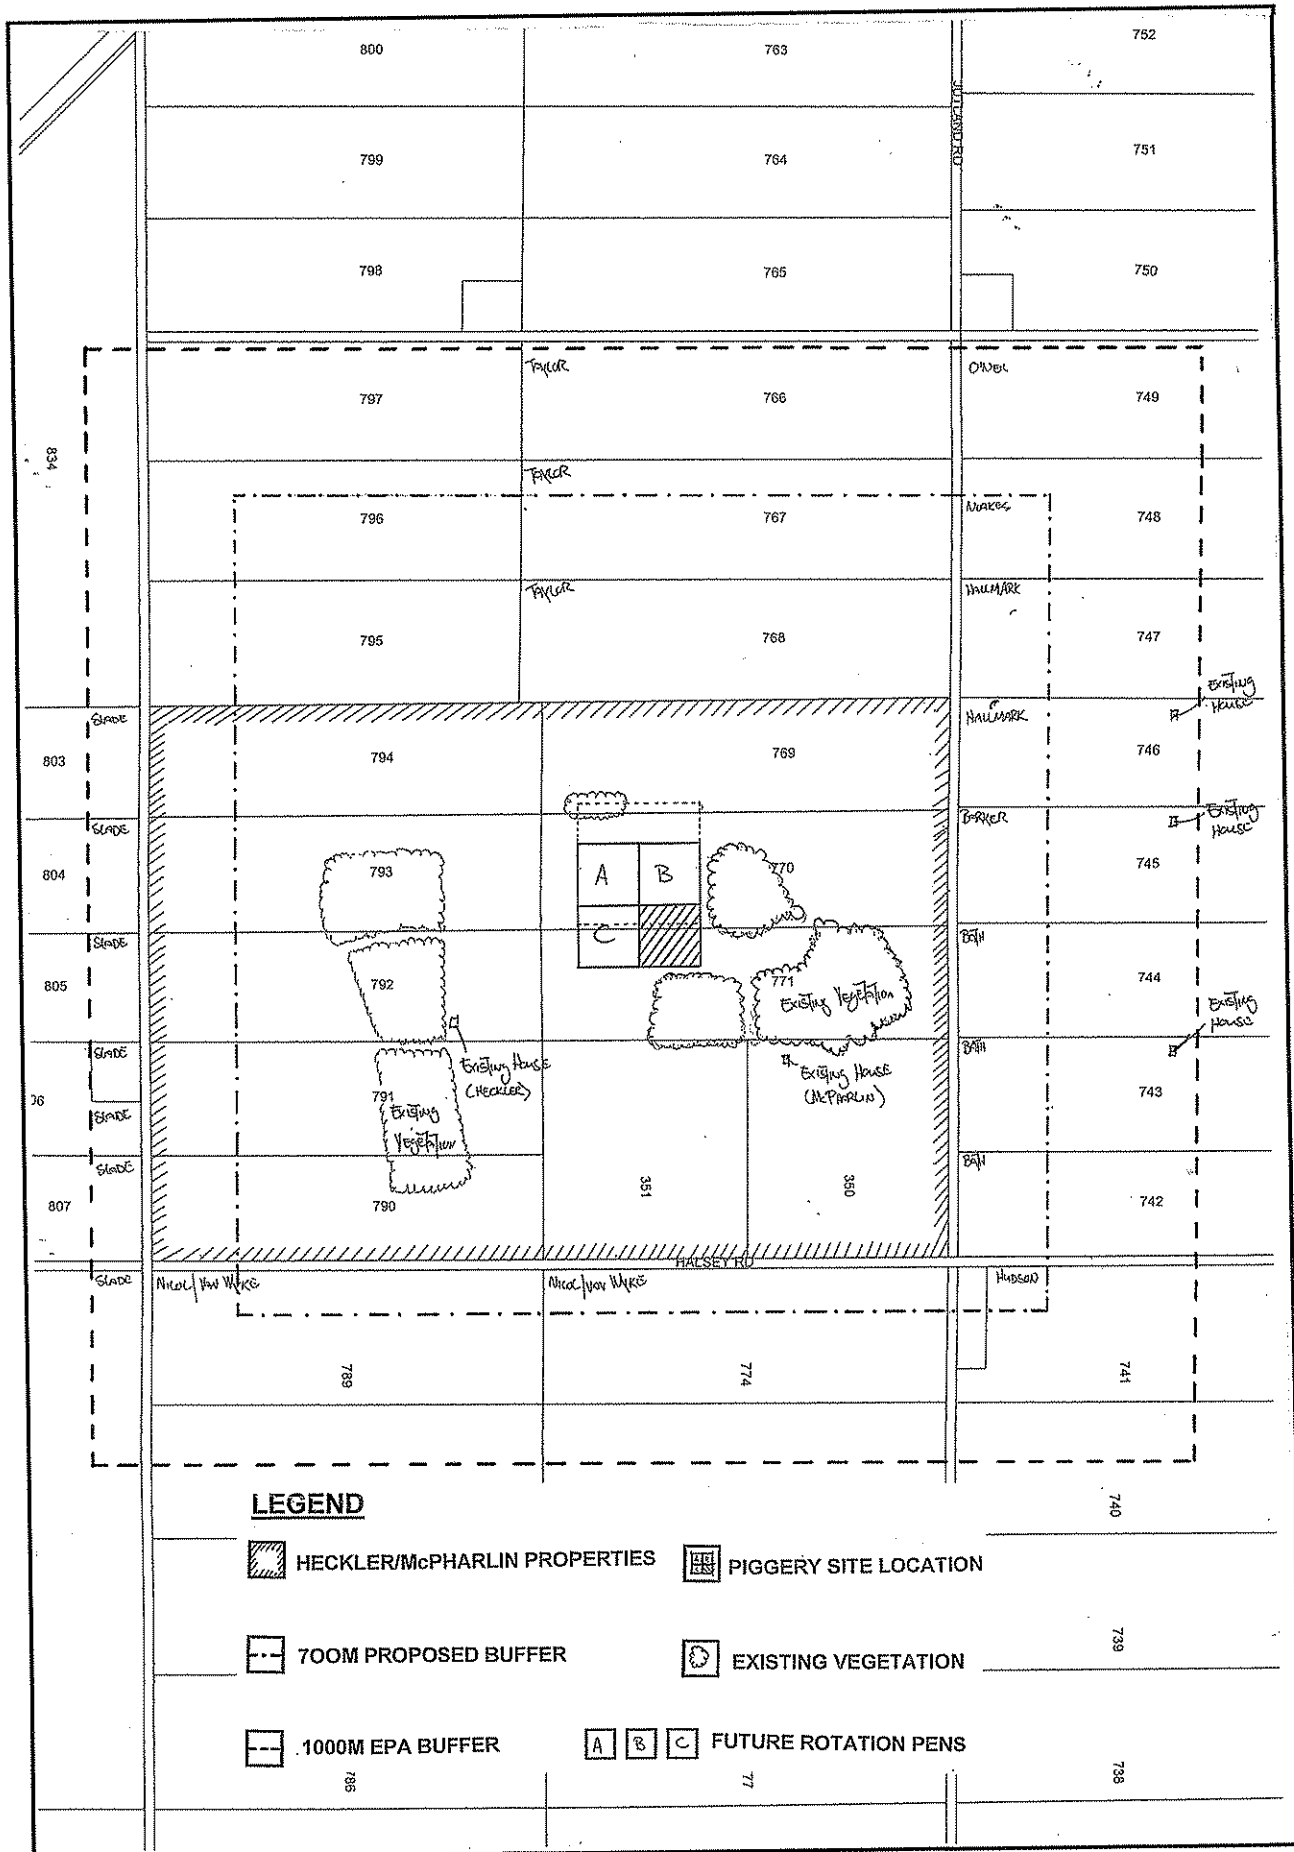 800
763
752
JUTLAND RD
799
764
751
798
765
750
TAYLOR
O'NEIL
797
766
749
834
TAYLOR
796
767
NOAKES
748
TAYLOR
HALLMARK
795
768
747
EXISTING
HOUSE
SLADE
HALLMARK
803
794
769
746
SLADE
BARKER
EXISTING
HOUSE
804
793
A
B
770
745
SLADE
C
BATH
805
792
771
EXISTING VEGETATION
744
EXISTING
HOUSE
SLADE
EXISTING HOUSE
(HECKLER)
EXISTING HOUSE
(McPHARLIN)
BATH
06
791
EXISTING
VEGETATION
743
SLADE
SLADE
BATH
807
790
351
350
742
HALSEY RD
SLADE
NICOL/VAN WYKE
NICOL/VAN WYKE
HUDSON
789
774
741
LEGEND
740
HECKLER/McPHARLIN PROPERTIES
PIGGERY SITE LOCATION
739
700M PROPOSED BUFFER
EXISTING VEGETATION
1000M EPA BUFFER
A B C FUTURE ROTATION PENS
786
77
738